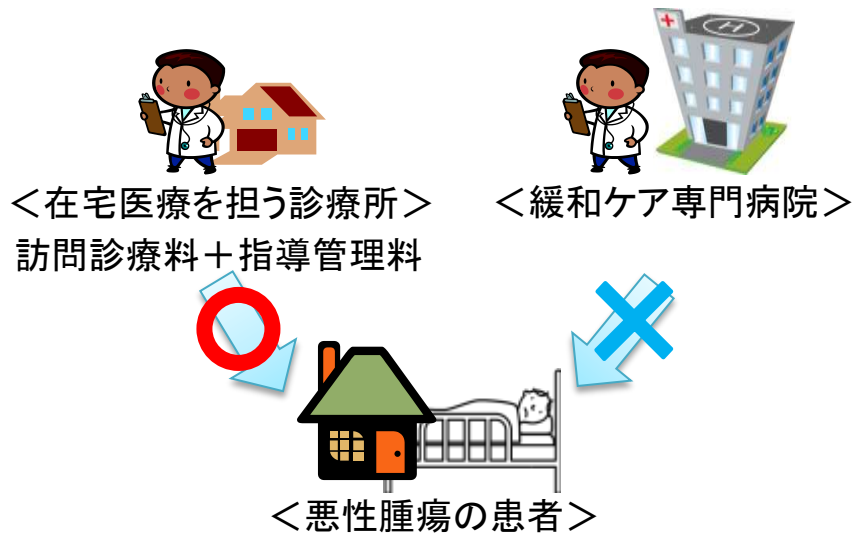 ＜在宅医療を担う診療所＞
訪問診療料＋指導管理料
＜緩和ケア専門病院＞
＜悪性腫瘍の患者＞